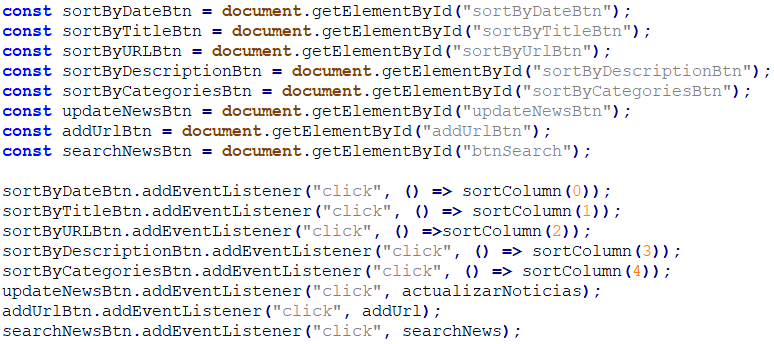 const sortByDateBtn = document.getElementById("sortByDateBtn");
const sortByTitleBtn = document.getElementById("sortByTitleBtn");
const sortByURLBtn = document.getElementById("sortByUrlBtn");
const sortByDescriptionBtn = document.getElementById("sortByDescriptionBtn");
const sortByCategoriesBtn = document.getElementById("sortByCategoriesBtn");
const updateNewsBtn = document.getElementById("updateNewsBtn");
const addUrlBtn = document.getElementById("addUrlBtn");
const searchNewsBtn = document.getElementById("btnSearch");
sortByDateBtn.addEventListener("click", () => sortColumn(0));
sortByTitleBtn.addEventListener("click", () => sortColumn(1));
sortByURLBtn.addEventListener("click", () =>sortColumn(2));
sortByDescriptionBtn.addEventListener("click", () => sortColumn(3));
sortByCategoriesBtn.addEventListener("click", () => sortColumn(4));
updateNewsBtn.addEventListener("click", actualizarNoticias);
addUrlBtn.addEventListener("click", addUrl);
searchNewsBtn.addEventListener("click", searchNews);